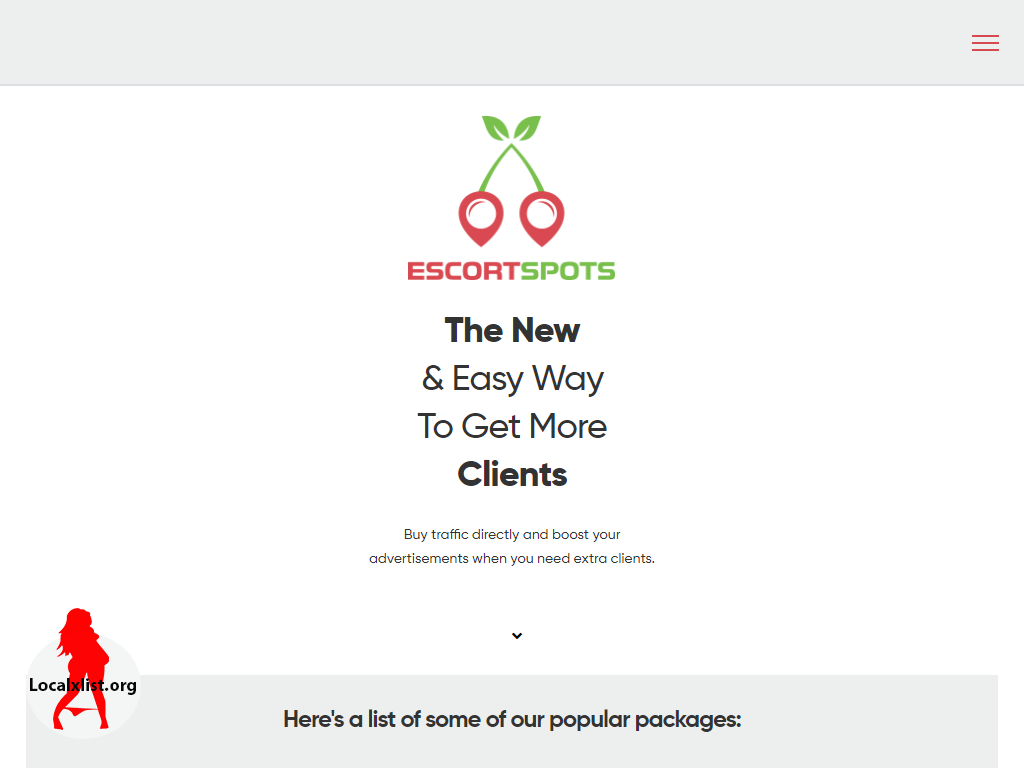 ESCORTSPOTS
The New
& Easy Way
To Get More
Clients
Buy traffic directly and boost your
advertisements when you need extra clients.
Localxlist.org
Here's a list of some of our popular packages: